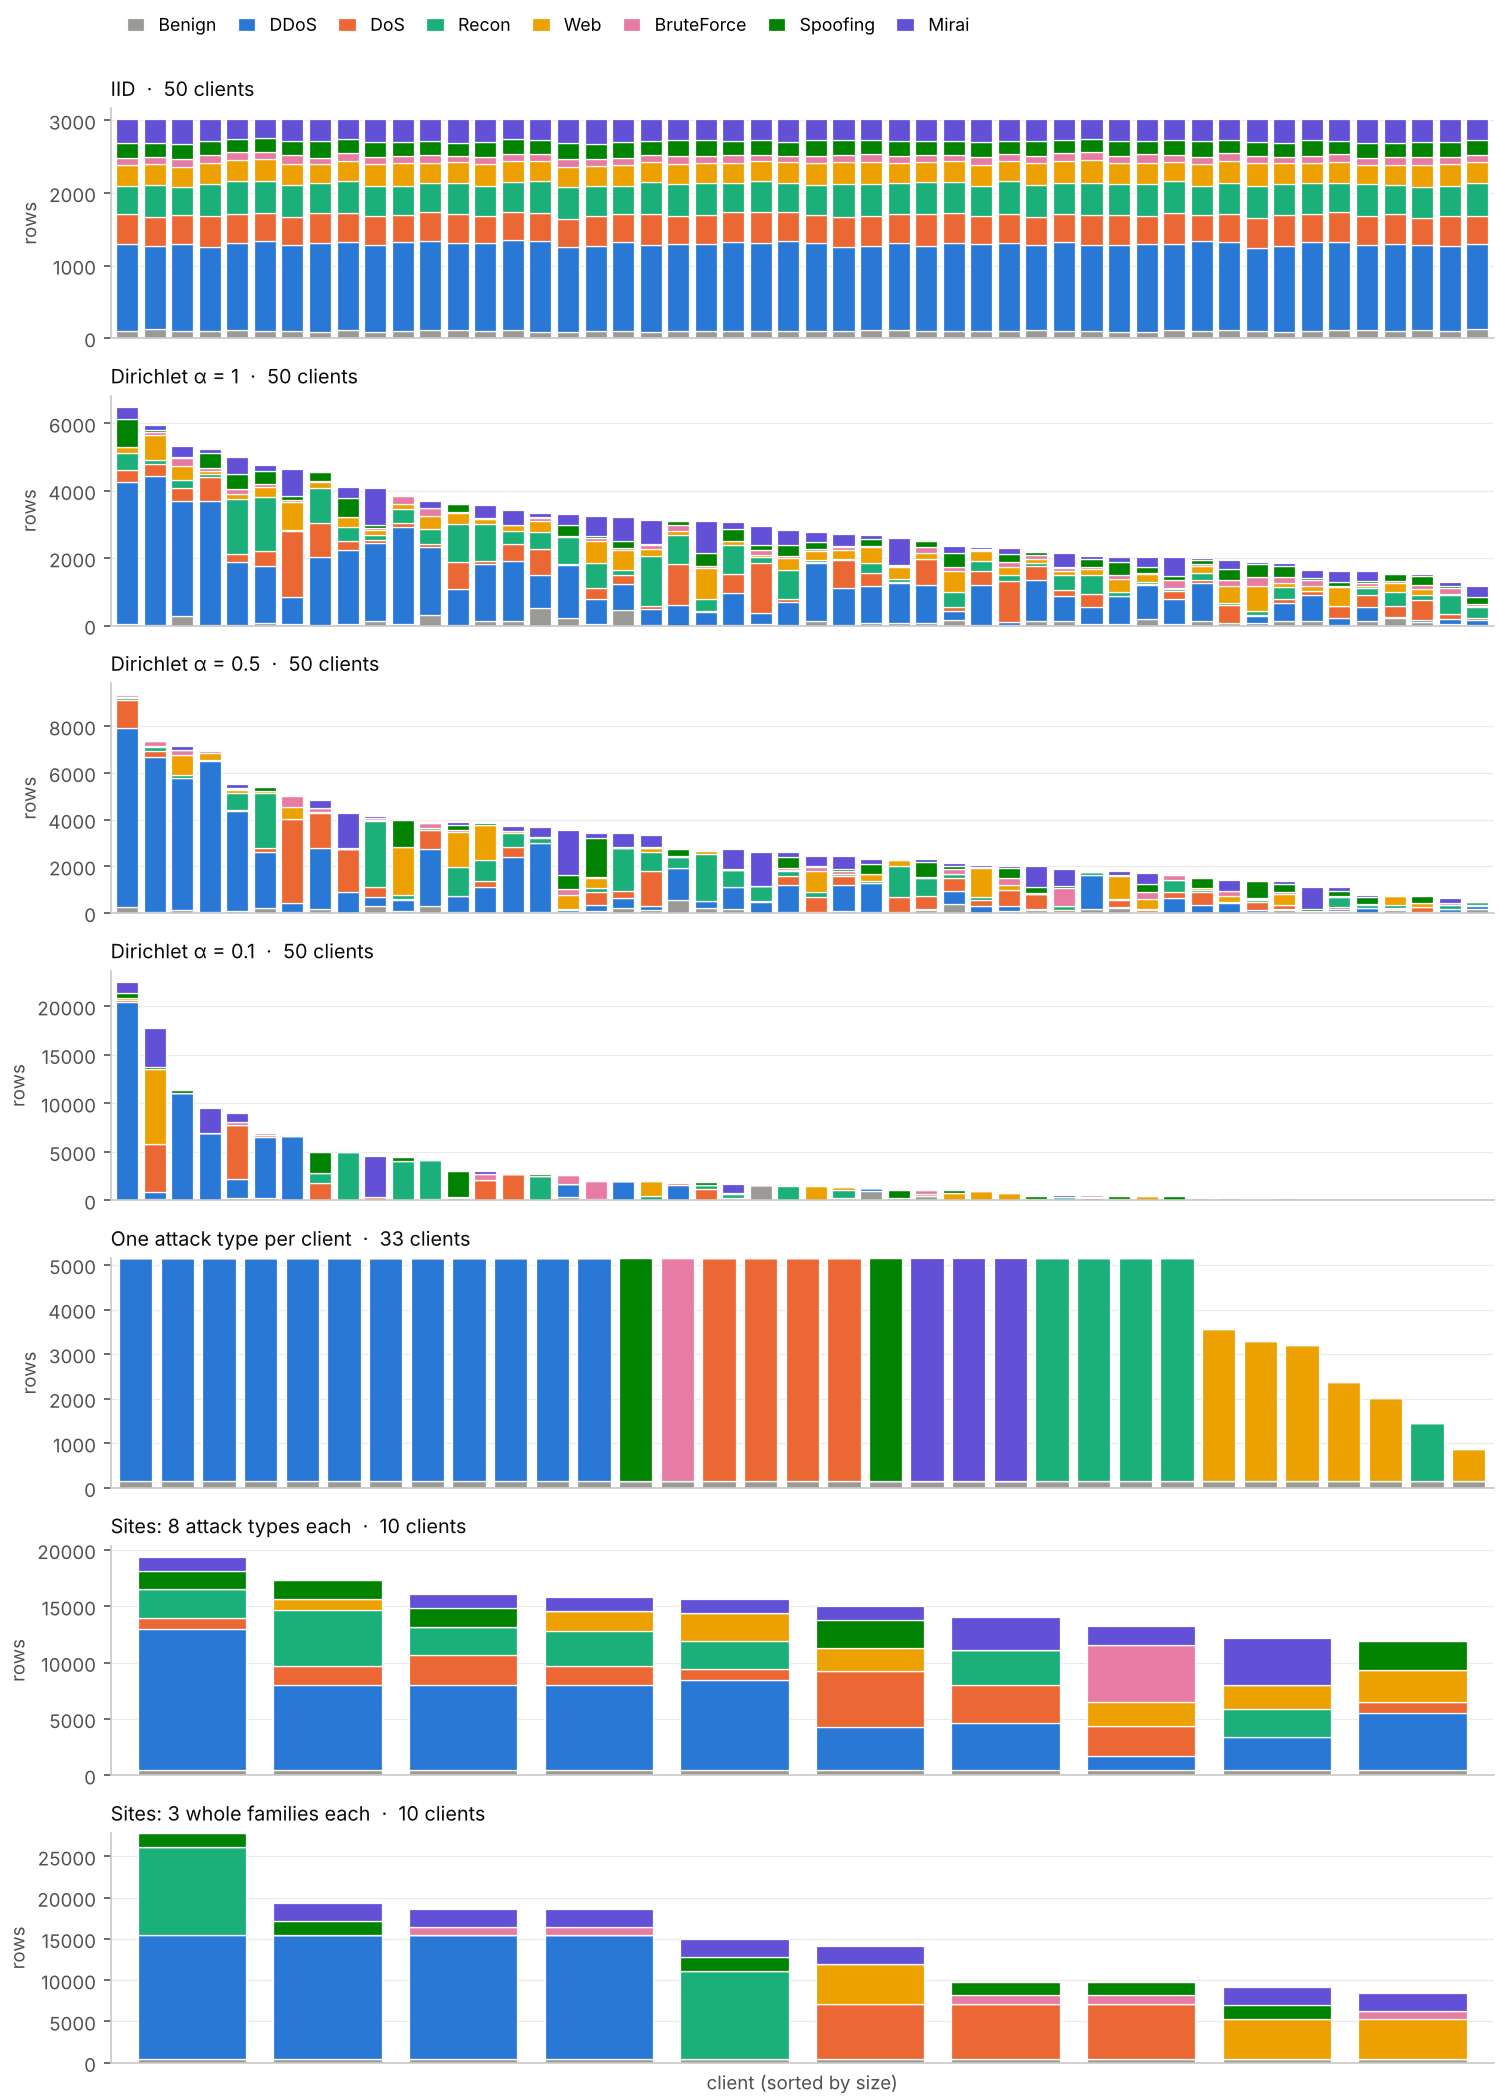 Benign DDoS DoS Recon Web BruteForce Spoofing Mirai
IID · 50 clients
3000
2000
1000
0
rows
Dirichlet α = 1 · 50 clients
6000
4000
2000
0
rows
Dirichlet α = 0.5 · 50 clients
8000
6000
4000
2000
0
rows
Dirichlet α = 0.1 · 50 clients
20000
15000
10000
5000
0
rows
One attack type per client · 33 clients
5000
4000
3000
2000
1000
0
rows
Sites: 8 attack types each · 10 clients
20000
15000
10000
5000
0
rows
Sites: 3 whole families each · 10 clients
25000
20000
15000
10000
5000
0
rows
client (sorted by size)